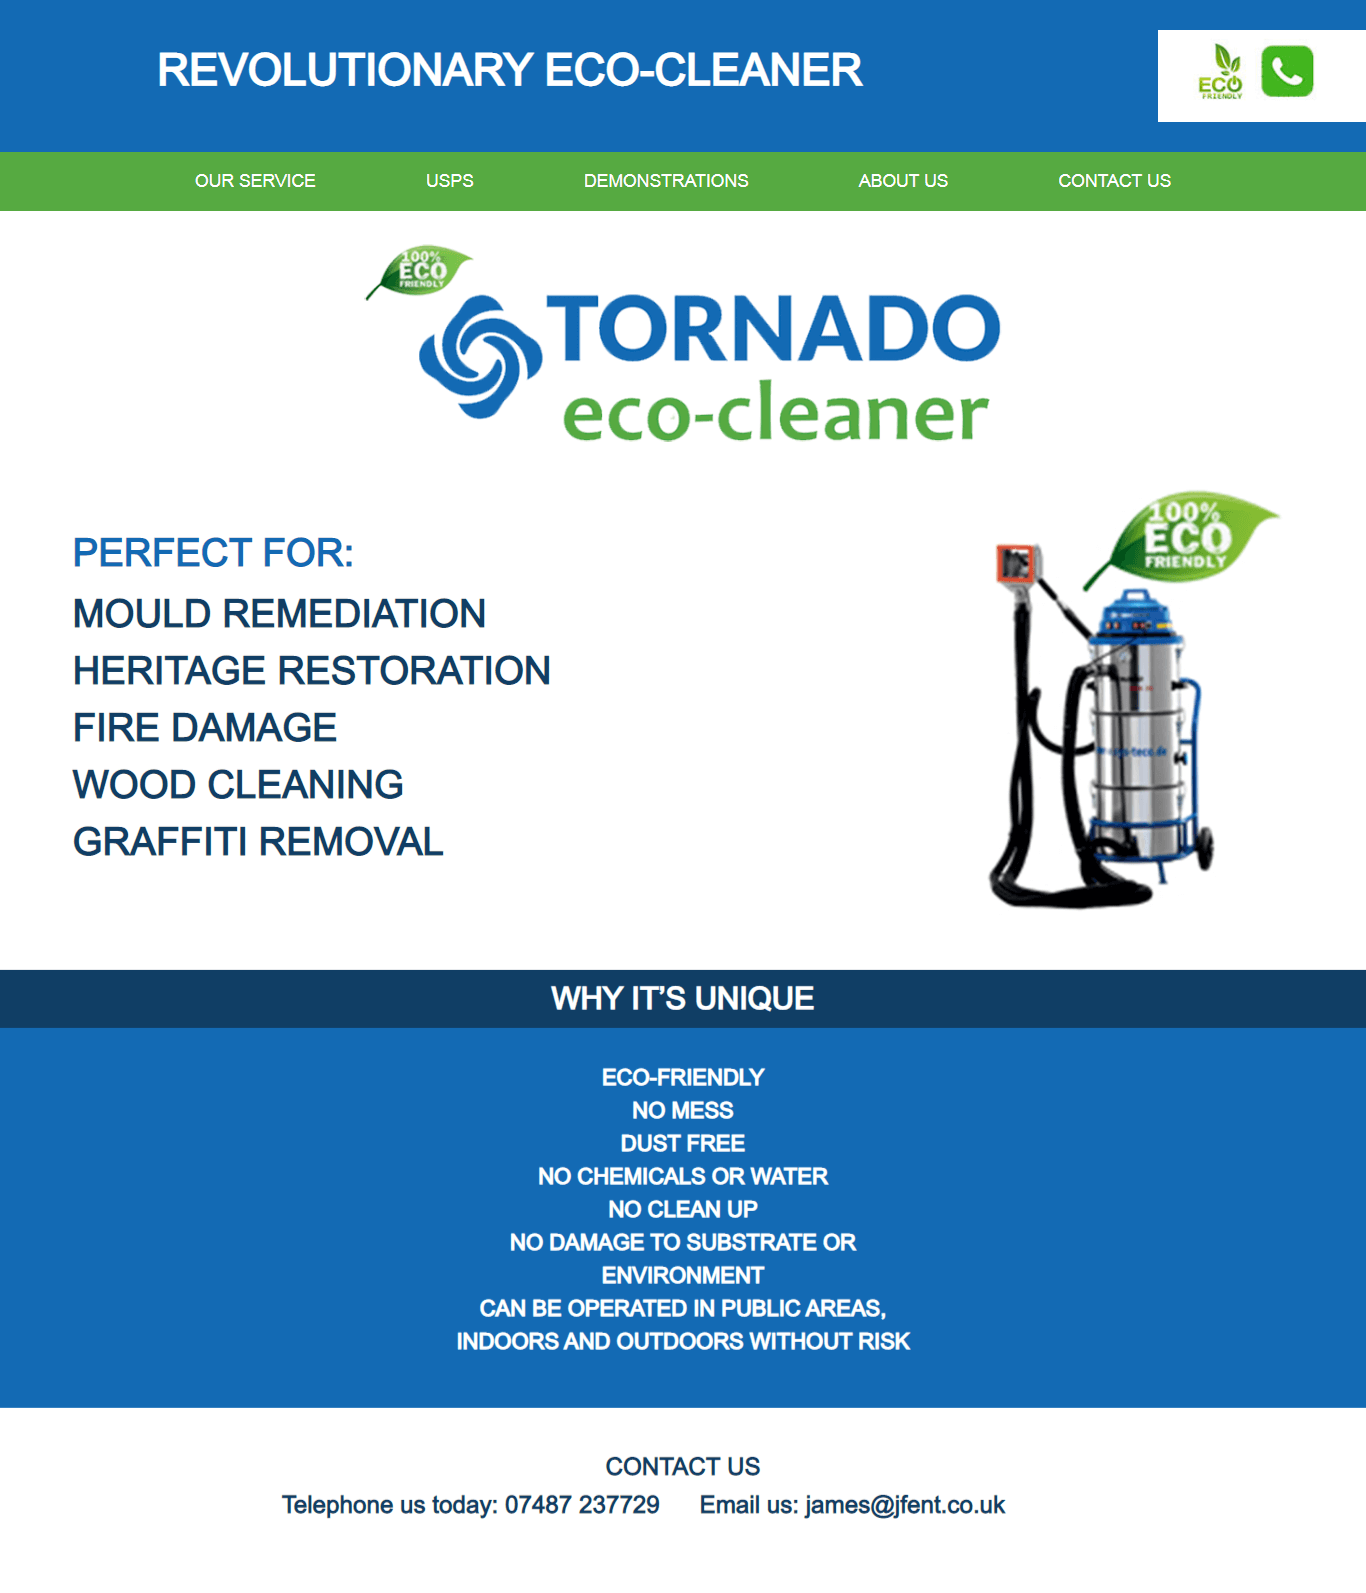 REVOLUTIONARY ECO-CLEANER
ECO
FRIENDLY
OUR SERVICE USPS DEMONSTRATIONS ABOUT US CONTACT US
100%
ECO
FRIENDLY
TORNADO
eco-cleaner
100%
ECO
FRIENDLY
PERFECT FOR:
MOULD REMEDIATION
HERITAGE RESTORATION
FIRE DAMAGE
WOOD CLEANING
GRAFFITI REMOVAL
WHY IT’S UNIQUE
ECO-FRIENDLY
NO MESS
DUST FREE
NO CHEMICALS OR WATER
NO CLEAN UP
NO DAMAGE TO SUBSTRATE OR
ENVIRONMENT
CAN BE OPERATED IN PUBLIC AREAS,
INDOORS AND OUTDOORS WITHOUT RISK
CONTACT US
Telephone us today: 07487 237729 Email us: james@jfent.co.uk